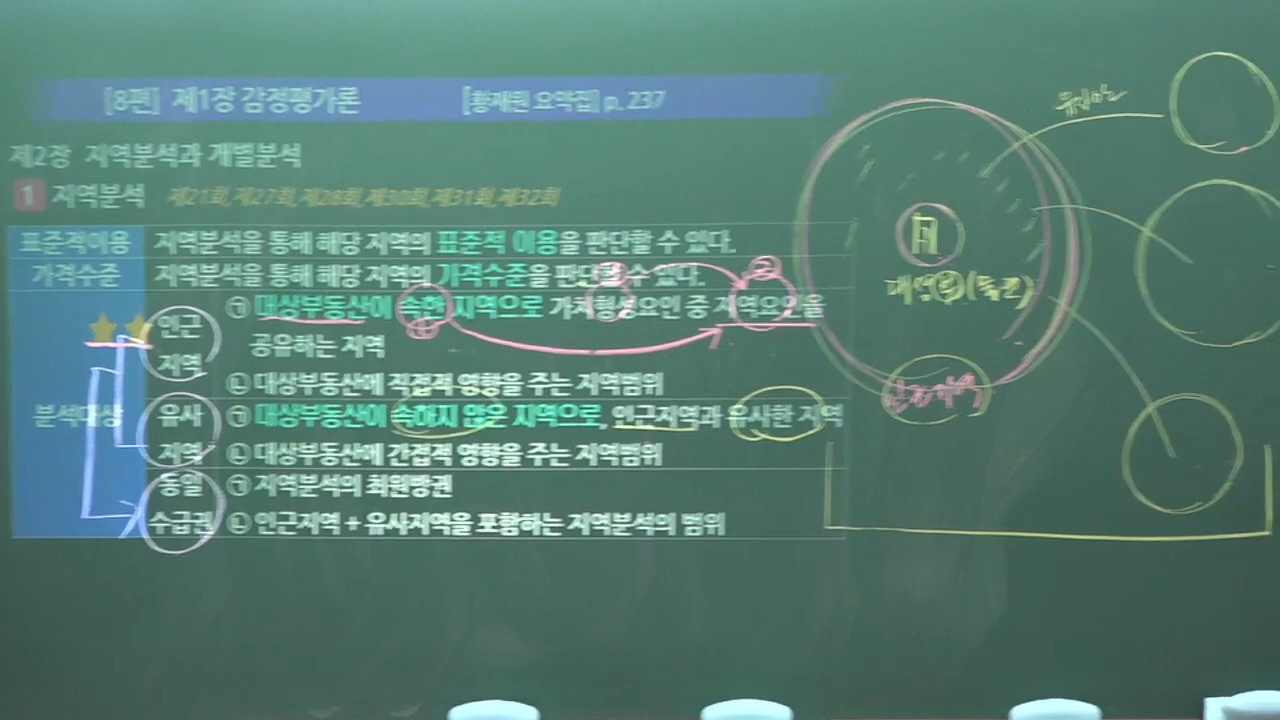 [8편] 제1장 감정평가론 [황재원 요약집] p. 237
제2장 지역분석과 개별분석
1 지역분석 제21회,제27회,제28회,제30회,제31회,제32회
표준적이용 지역분석을 통해 해당 지역의 표준적 이용을 판단할 수 있다.
가격수준 지역분석을 통해 해당 지역의 가격수준을 판단할 수 있다.
분석대상
인근
지역
㉠ 대상부동산이 속한 지역으로 가치형성요인 중 지역요인을
공유하는 지역
㉡ 대상부동산에 직접적 영향을 주는 지역범위
유사
지역
㉠ 대상부동산이 속하지 않은 지역으로, 인근지역과 유사한 지역
㉡ 대상부동산에 간접적 영향을 주는 지역범위
동일
수급권
㉠ 지역분석의 최원방권
㉡ 인근지역 + 유사지역을 포함하는 지역분석의 범위
①
②
인근지역